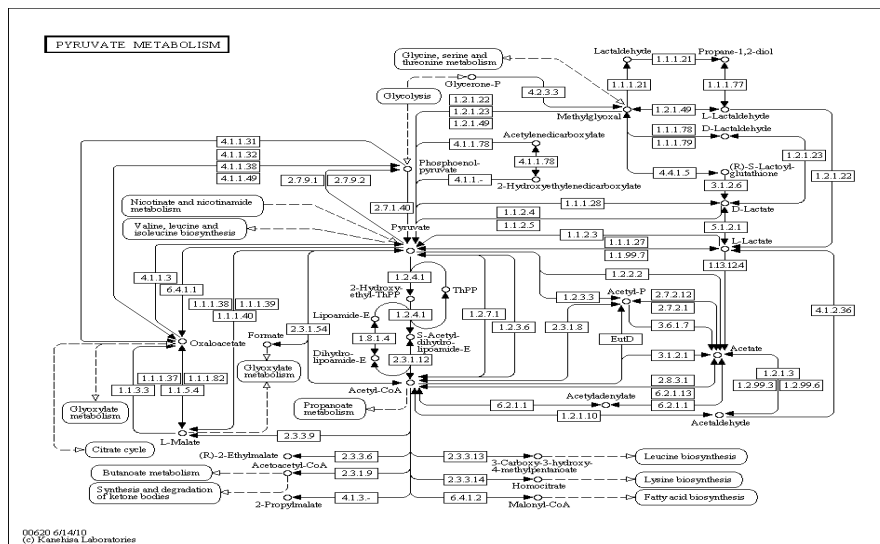 PYRUVATE METABOLISM
Glycine, serine and
threonine metabolism
Lactaldehyde
Propane-1,2-diol
1.1.1.21
Glycerone-P
1.1.1.21
1.1.1.77
Glycolysis
4.2.3.3
1.2.1.22
1.2.1.23
1.2.1.49
Methylglyoxal
1.2.1.49
L-Lactaldehyde
Acetylenedicarboxylate
1.1.1.78
1.1.1.79
D-Lactaldehyde
4.1.1.31
4.1.1.32
4.1.1.38
4.1.1.49
4.1.1.78
4.1.1.78
1.2.1.23
Phosphoenol-
pyruvate
4.1.1.-
2-Hydroxyethylenedicarboxylate
4.4.1.5
(R)-S-Lactoyl-
glutathione
1.2.1.22
2.7.9.1
2.7.9.2
3.1.2.6
Nicotinate and nicotinamide
metabolism
2.7.1.40
1.1.1.28
D-Lactate
1.1.2.4
1.1.2.5
Valine, leucine and
isoleucine biosynthesis
Pyruvate
5.1.2.1
1.1.2.3
1.1.1.27
1.1.99.7
L-Lactate
1.13.12.4
4.1.1.3
6.4.1.1
1.1.1.38
1.1.1.39
1.1.1.40
1.2.4.1
2-Hydroxy-
ethyl-ThPP
ThPP
1.2.2.2
Acetyl-P
1.2.3.3
2.7.2.12
2.7.2.1
4.1.2.36
Lipoamide-E
1.2.4.1
1.2.7.1
Formate
2.3.1.54
1.8.1.4
S-Acetyl-
dihydro-
lipoamide-E
1.2.3.6
2.3.1.8
EutD
3.6.1.7
Oxaloacetate
Dihydro-
lipoamide-E
2.3.1.12
3.1.2.1
Acetate
Glyoxylate
metabolism
1.1.1.37
1.1.1.82
1.1.3.3
1.1.5.4
Acetyl-CoA
2.8.3.1
1.2.1.3
1.2.99.3
1.2.99.6
Glyoxylate
metabolism
Propanoate
metabolism
Acetyladenylate
6.2.1.13
6.2.1.1
6.2.1.1
1.2.1.10
Acetaldehyde
L-Malate
2.3.3.9
Citrate cycle
(R)-2-Ethylmalate
2.3.3.6
2.3.3.13
3-Carboxy-3-hydroxy-
4-methylpentanoate
Leucine biosynthesis
Butanoate metabolism
Acetoacetyl-CoA
2.3.1.9
2.3.3.14
Homocitrate
Lysine biosynthesis
Synthesis and degradation
of ketone bodies
2-Propylmalate
4.1.3.-
6.4.1.2
Malonyl-CoA
Fatty acid biosynthesis
00620 6/14/10
(c) Kanehisa Laboratories